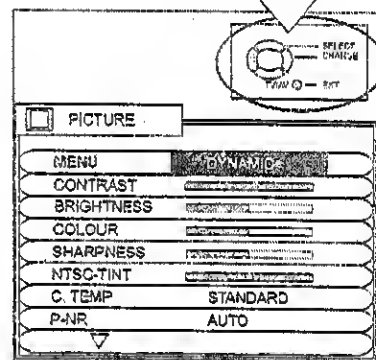 SELECT
CHANGE
EXIT
PICTURE
MENU DYNAMIC
CONTRAST
BRIGHTNESS
COLOUR
SHARPNESS
NTSC-TINT
C. TEMP STANDARD
P-NR AUTO